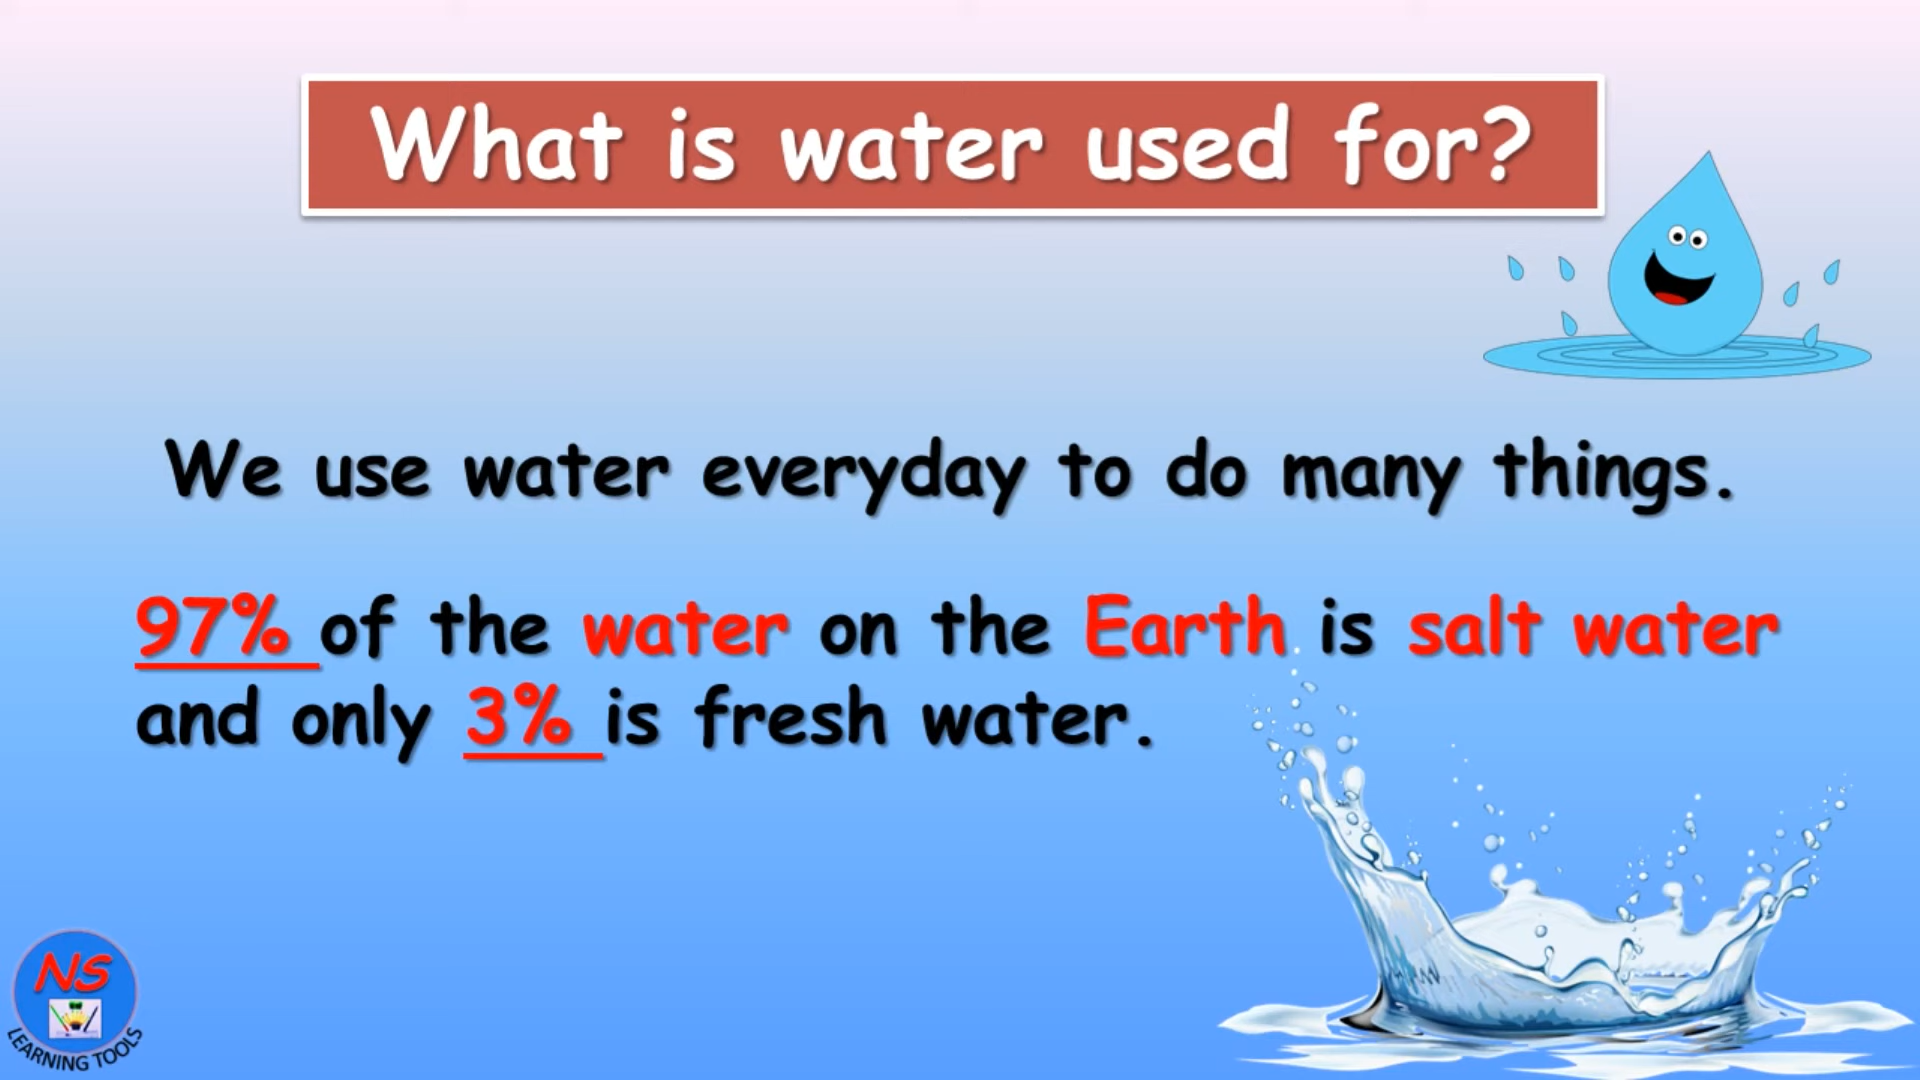 What is water used for?
We use water everyday to do many things.
97% of the water on the Earth is salt water
and only 3% is fresh water.
NS
LEARNING TOOLS